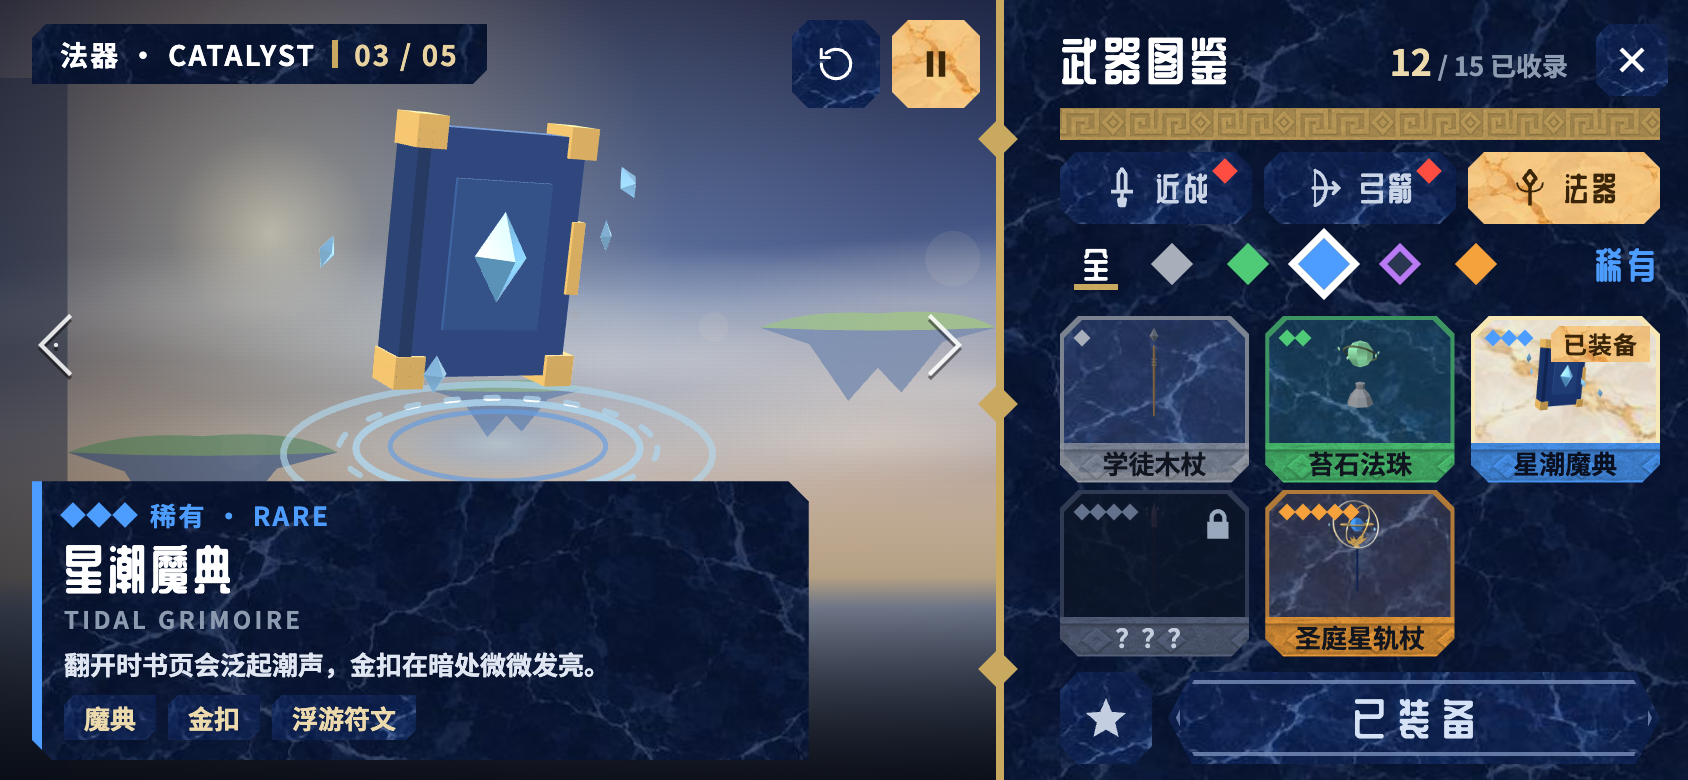 法器 · CATALYST | 03 / 05
稀有 · RARE
星潮魔典
TIDAL GRIMOIRE
翻开时书页会泛起潮声，金扣在暗处微微发亮。
魔典 金扣 浮游符文
武器图鉴 12 / 15 已收录
近战 弓箭 法器
全 稀有
已装备
学徒木杖 苔石法珠 星潮魔典
? ? ? 圣庭星轨杖
已装备